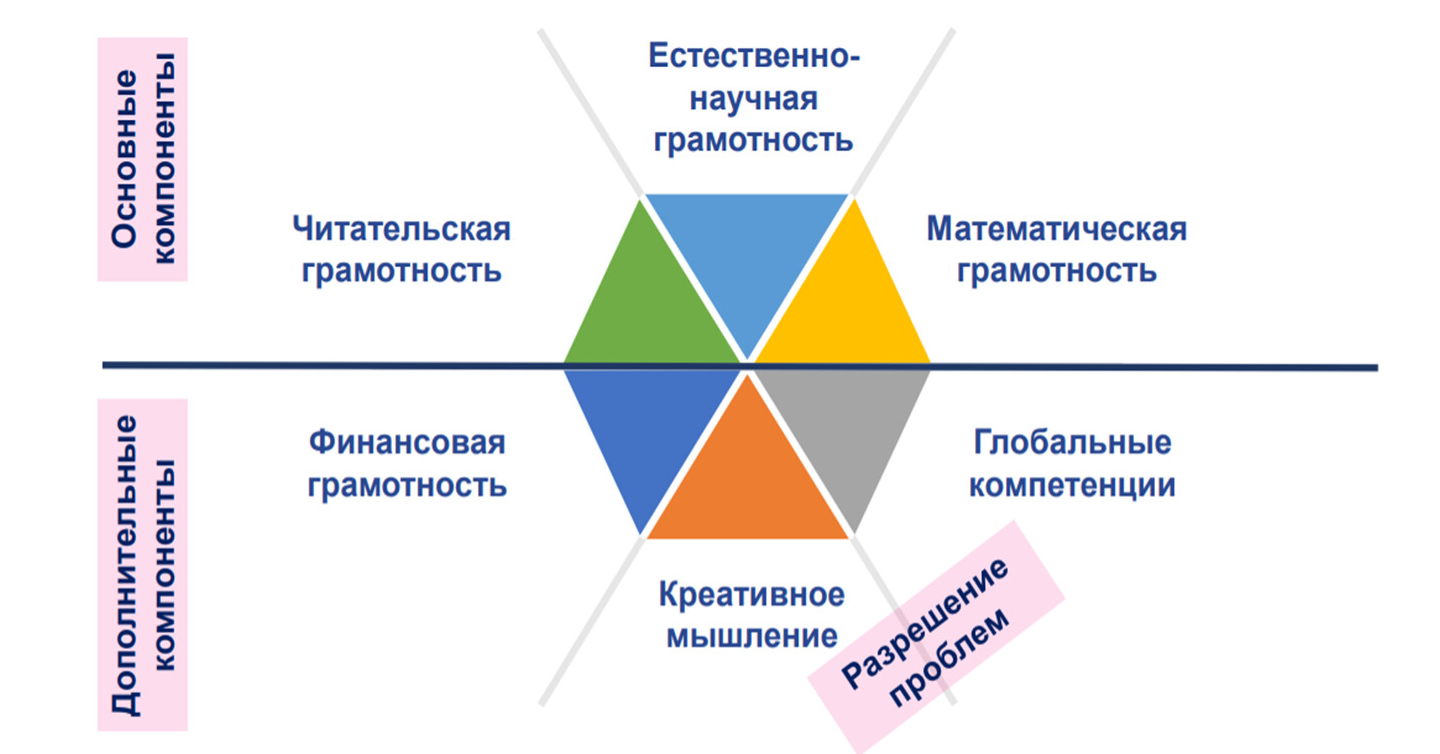 Основные
компоненты
Естественно-
научная
грамотность
Читательская
грамотность
Математическая
грамотность
Дополнительные
компоненты
Финансовая
грамотность
Глобальные
компетенции
Креативное
мышление
Разрешение
проблем